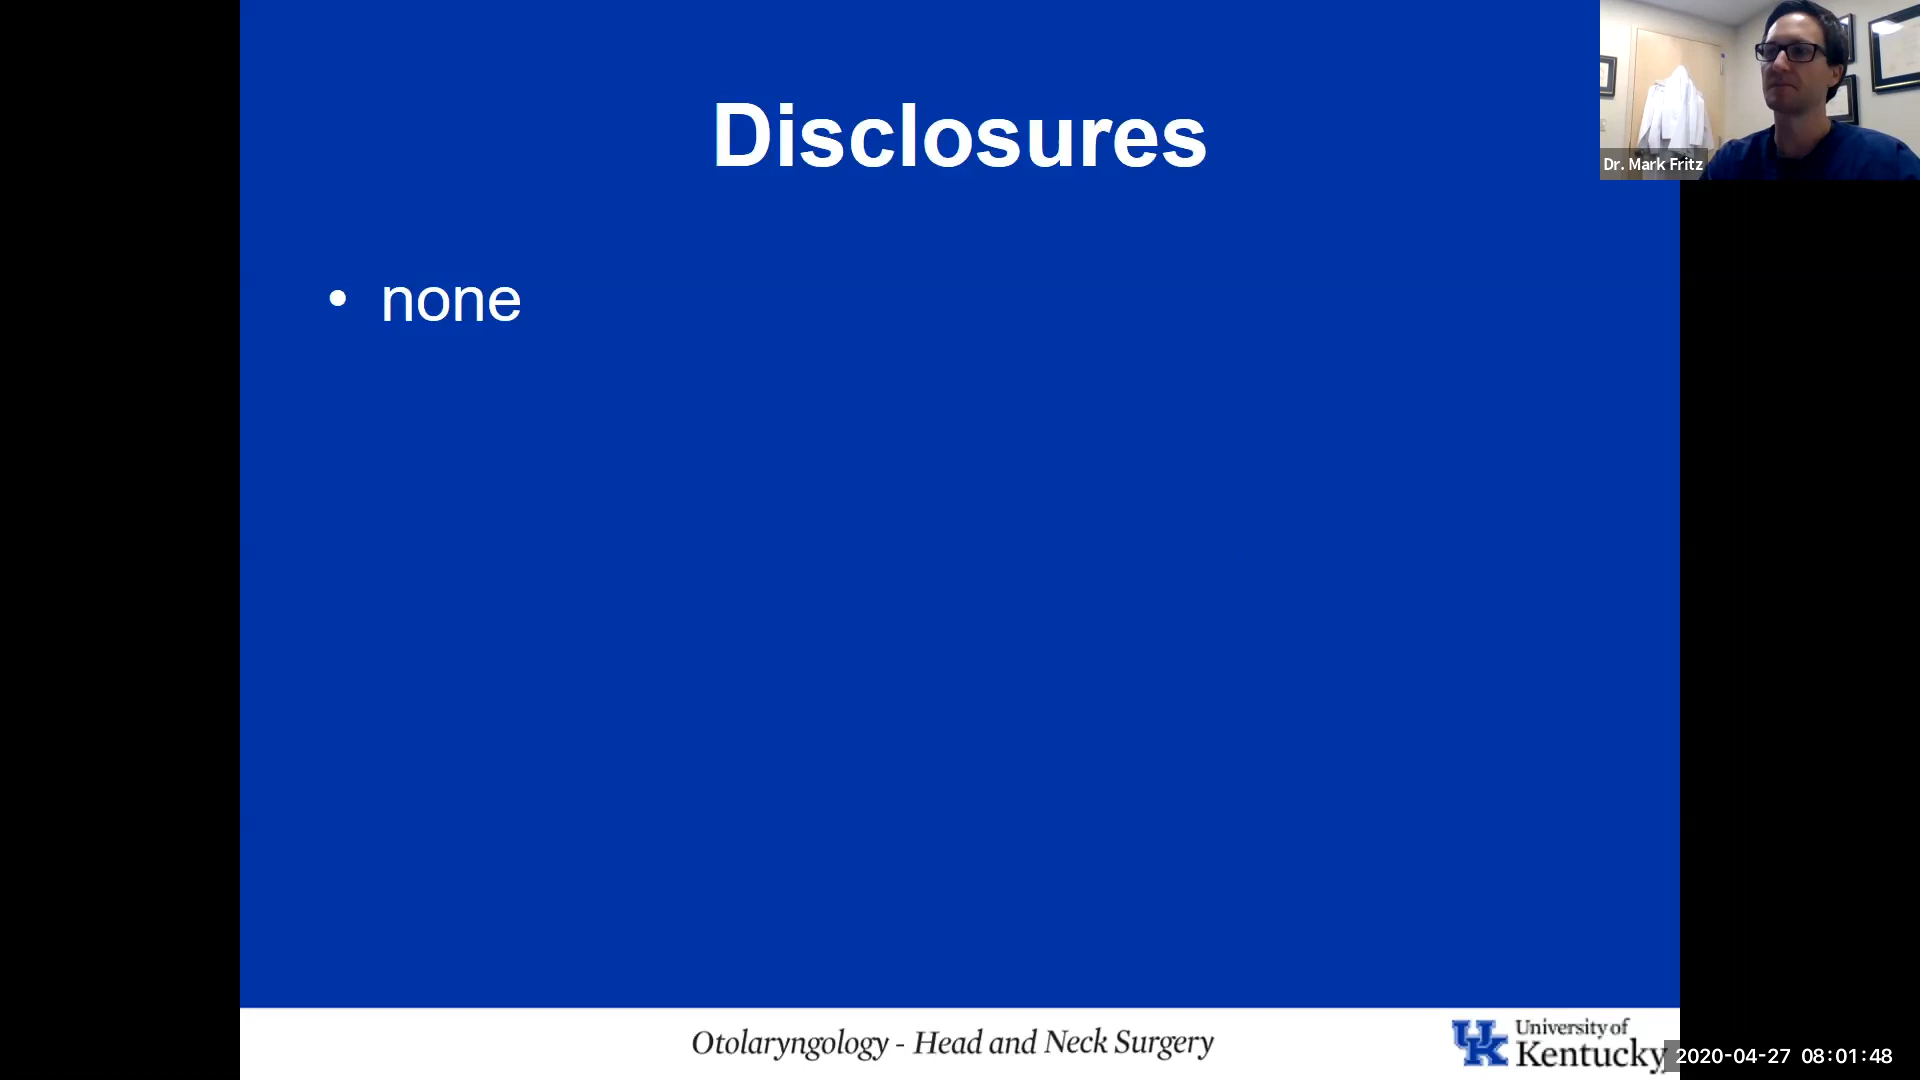 Disclosures
Dr. Mark Fritz
• none
Otolaryngology - Head and Neck Surgery
UK
University of
Kentucky
2020-04-27 08:01:48